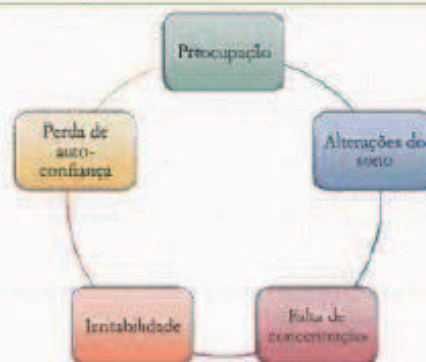 Preocupação
Alterações do
sono
Falta de
concentração
Irritabilidade
Perda de
auto-
confiança